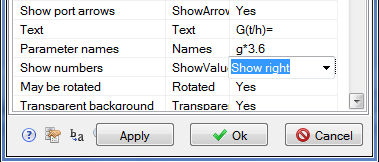 Show port arrows ShowArrow Yes
Text Text G(t/h)=
Parameter names Names g*3.6
Show numbers ShowValu Show right
May be rotated Rotated Yes
Transparent background Transpare Yes
Apply Ok Cancel